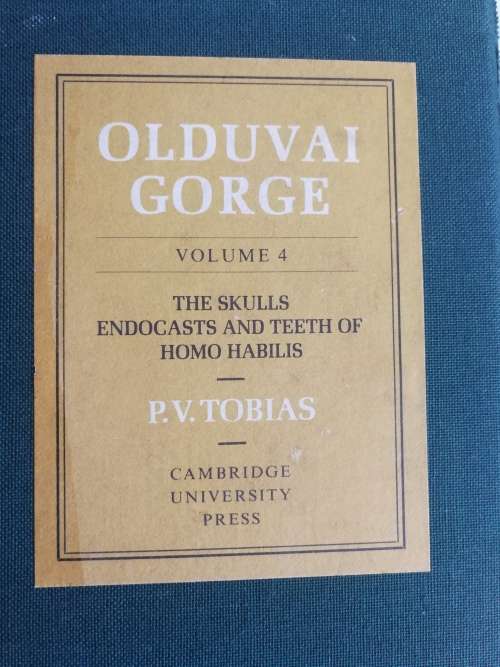 OLDUVAI
GORGE
VOLUME 4
THE SKULLS
ENDOCASTS AND TEETH OF
HOMO HABILIS
P.V. TOBIAS
CAMBRIDGE
UNIVERSITY
PRESS